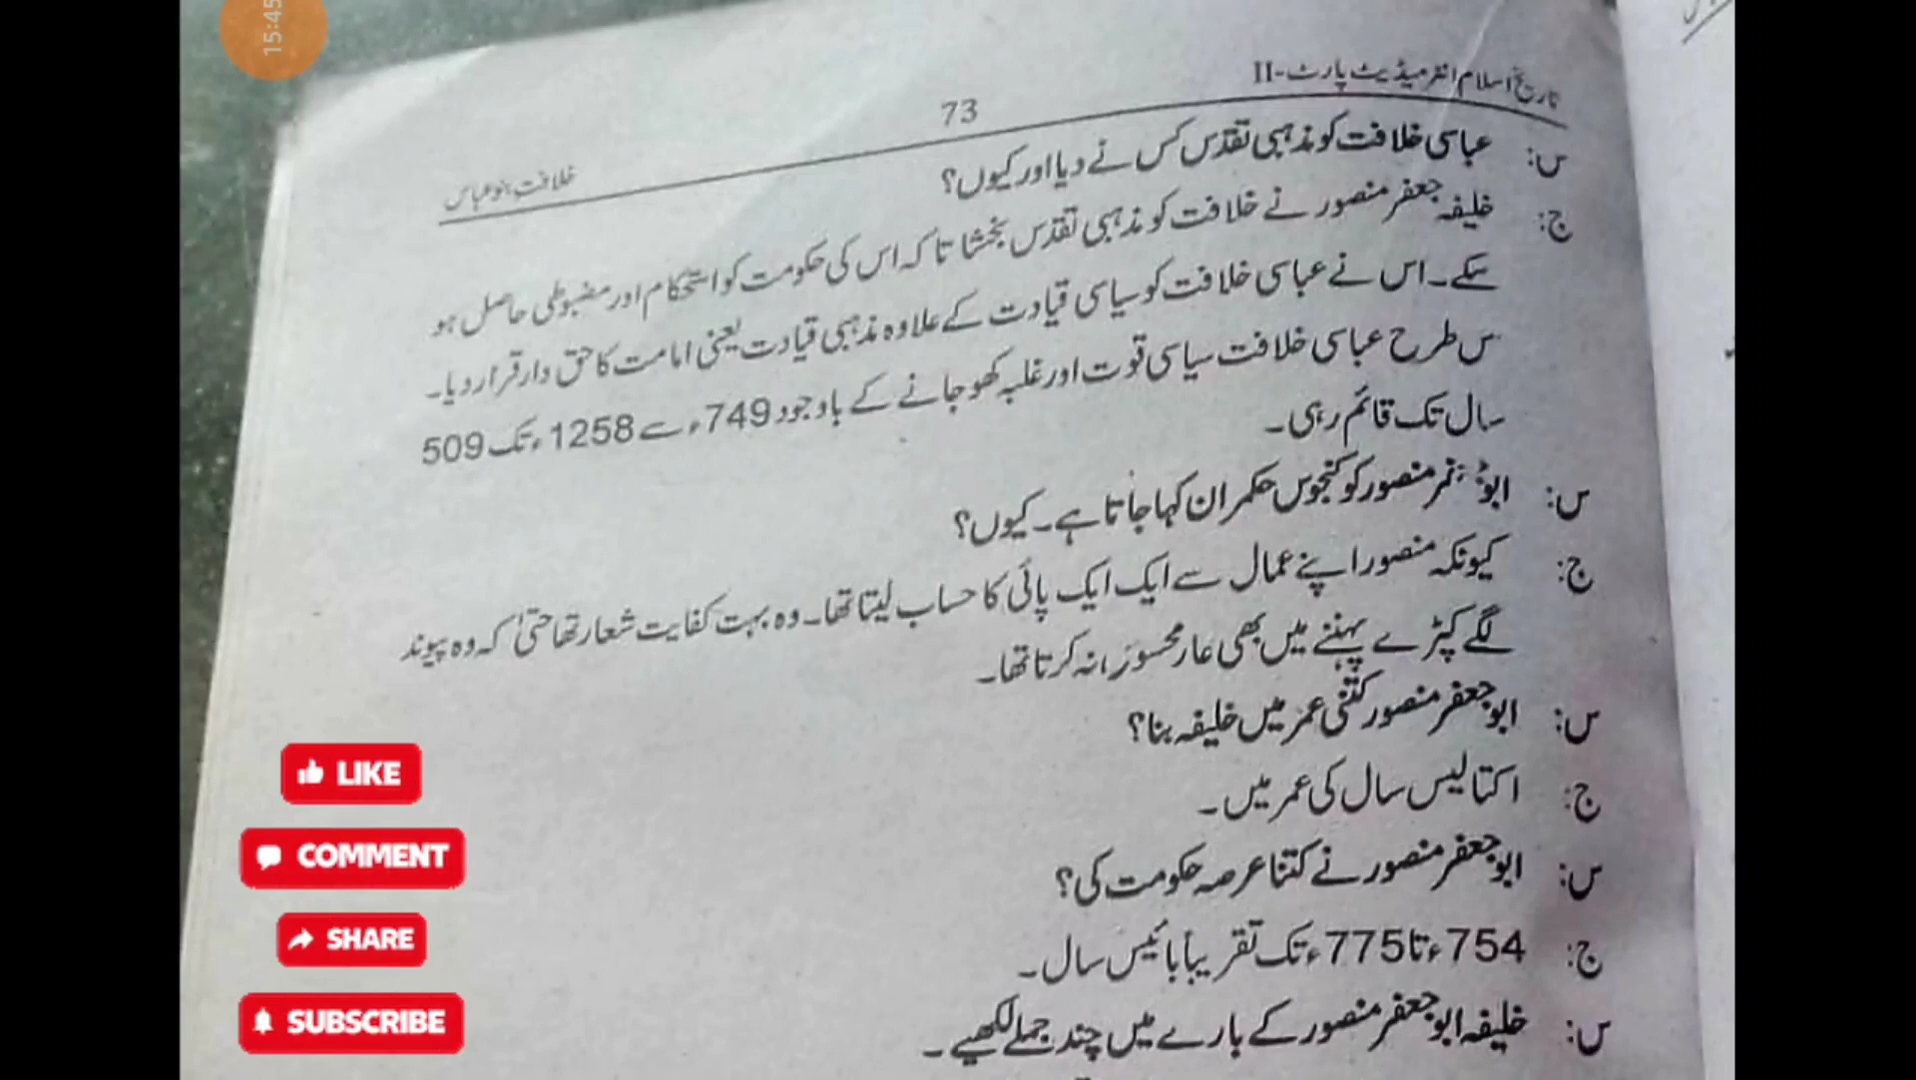 15:45
تاریخ اسلام انٹرمیڈیٹ پارٹ-II
73
خلافت بنو عباس
س: عباسی خلافت کو مذہبی تقدّس کس نے دیا اور کیوں؟
ج: خلیفہ جعفر منصور نے خلافت کو مذہبی تقدّس بخشا تا کہ اس کی حکومت کو استحکام اور مضبوطی حاصل ہو
سکے۔ اس نے عباسی خلافت کو سیاسی قیادت کے علاوہ مذہبی قیادت یعنی امامت کا حق دار قرار دیا۔
س طرح عباسی خلافت سیاسی قوت اور غلبہ کھو جانے کے باوجود 749ء سے 1258ء تک 509
سال تک قائم رہی۔
س: منصور کو کنجوس حکمران کہا جاتا ہے۔ کیوں؟
ج: کیونکہ منصور اپنے عمال سے ایک ایک پائی کا حساب لیتا تھا۔ وہ بہت کفایت شعار تھا حتیٰ کہ وہ پیوند
لگے کپڑے پہننے میں بھی عار محسوس نہ کرتا تھا۔
س: ابو جعفر منصور کتنی عمر میں خلیفہ بنا؟
ج: اکتالیس سال کی عمر میں۔
س: ابو جعفر منصور نے کتنا عرصہ حکومت کی؟
ج: 754ء تا 775ء تک تقریباً بائیس سال۔
س: خلیفہ ابو جعفر منصور کے بارے میں چند جملے لکھیے۔
LIKE
COMMENT
SHARE
SUBSCRIBE